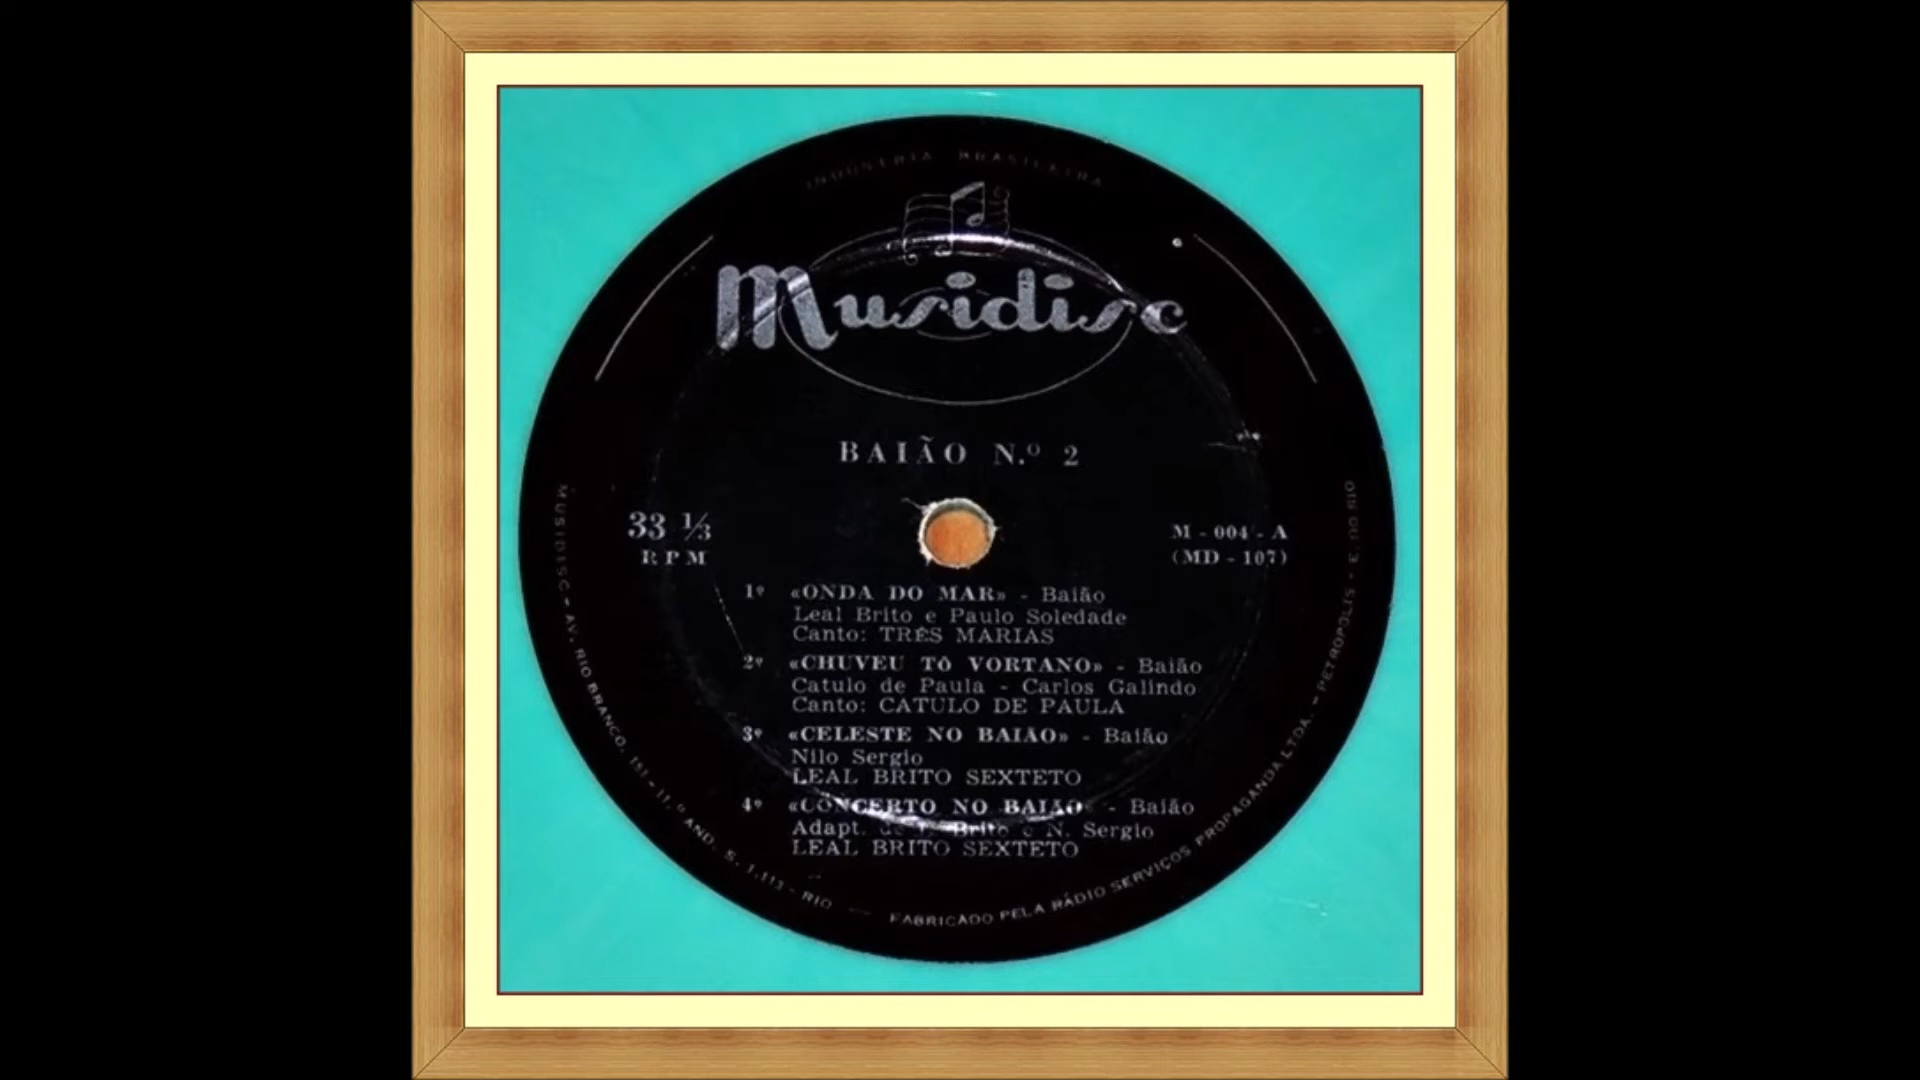 INDUSTRIA BRASILEIRA
Musidisc
BAIÃO N.º 2
33 ⅓
RPM
M - 004 - A
(MD - 107)
1º «ONDA DO MAR» - Baião
Leal Brito e Paulo Soledade
Canto: TRÊS MARIAS
2º «CHUVEU TÔ VORTANO» - Baião
Catulo de Paula - Carlos Galindo
Canto: CATULO DE PAULA
3º «CELESTE NO BAIÃO» - Baião
Nilo Sergio
LEAL BRITO SEXTETO
4º «CONCERTO NO BAIÃO» - Baião
Adapt. de Brito e N. Sergio
LEAL BRITO SEXTETO
MUSIDISC - AV. RIO BRANCO, 151 - 11.º AND. S. 1.113 - RIO — FABRICADO PELA RÁDIO SERVIÇOS PROPAGANDA LTDA. - PETROPOLIS - E. DO RIO